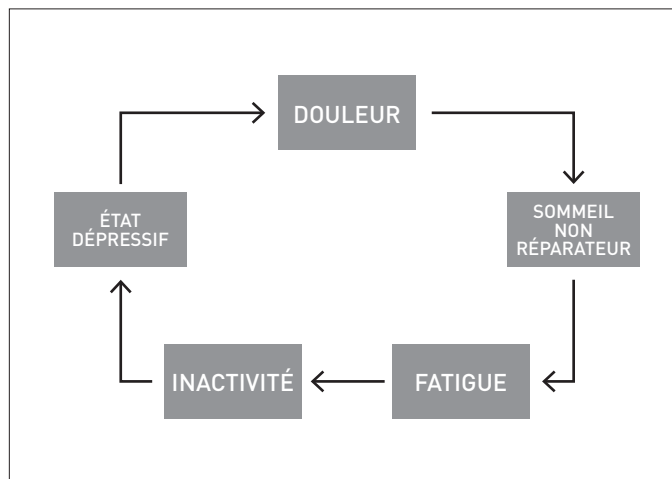 DOULEUR
SOMMEIL
NON
RÉPARATEUR
FATIGUE
INACTIVITÉ
ÉTAT
DÉPRESSIF